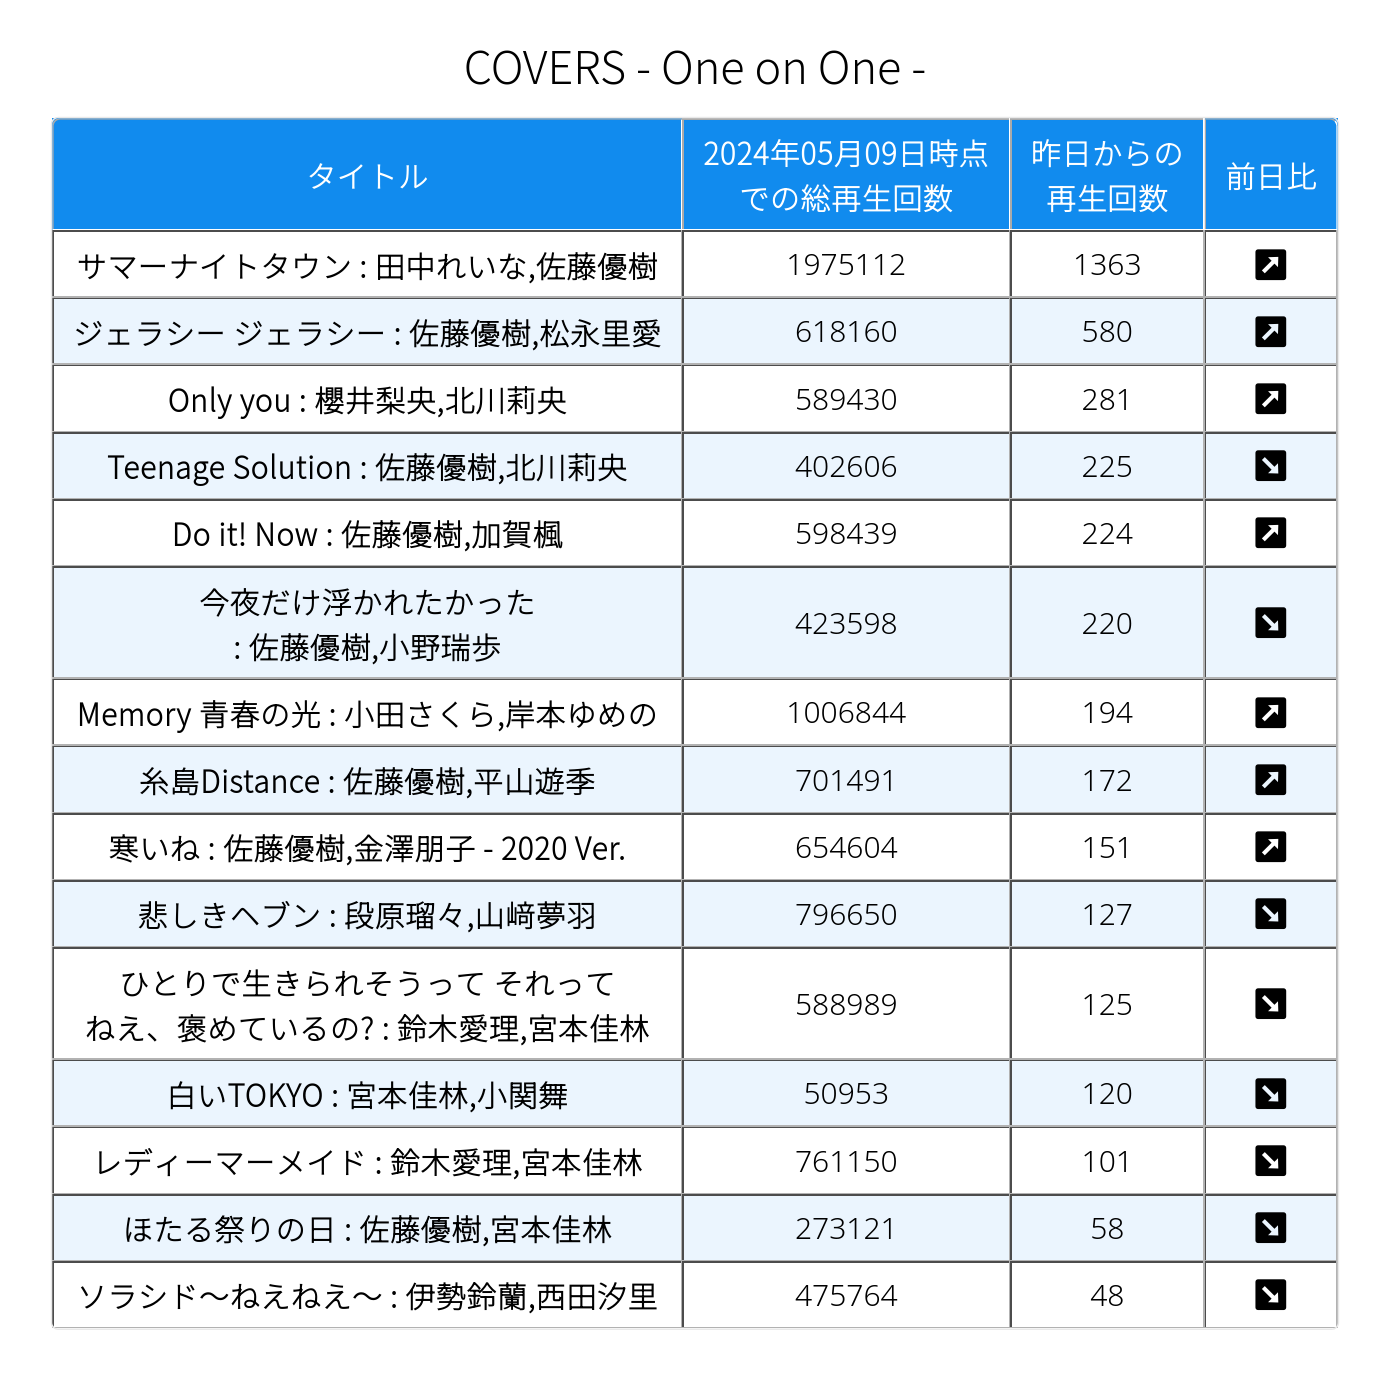 COVERS - One on One -
タイトル
2024年05月09日時点
での総再生回数
昨日からの
再生回数
前日比
サマーナイトタウン : 田中れいな,佐藤優樹
1975112
1363
ジェラシー ジェラシー : 佐藤優樹,松永里愛
618160
580
Only you : 櫻井梨央,北川莉央
589430
281
Teenage Solution : 佐藤優樹,北川莉央
402606
225
Do it! Now : 佐藤優樹,加賀楓
598439
224
今夜だけ浮かれたかった
: 佐藤優樹,小野瑞歩
423598
220
Memory 青春の光 : 小田さくら,岸本ゆめの
1006844
194
糸島Distance : 佐藤優樹,平山遊季
701491
172
寒いね : 佐藤優樹,金澤朋子 - 2020 Ver.
654604
151
悲しきヘブン : 段原瑠々,山﨑夢羽
796650
127
ひとりで生きられそうって それって
ねえ、褒めているの? : 鈴木愛理,宮本佳林
588989
125
白いTOKYO : 宮本佳林,小関舞
50953
120
レディーマーメイド : 鈴木愛理,宮本佳林
761150
101
ほたる祭りの日 : 佐藤優樹,宮本佳林
273121
58
ソラシド〜ねえねえ〜 : 伊勢鈴蘭,西田汐里
475764
48